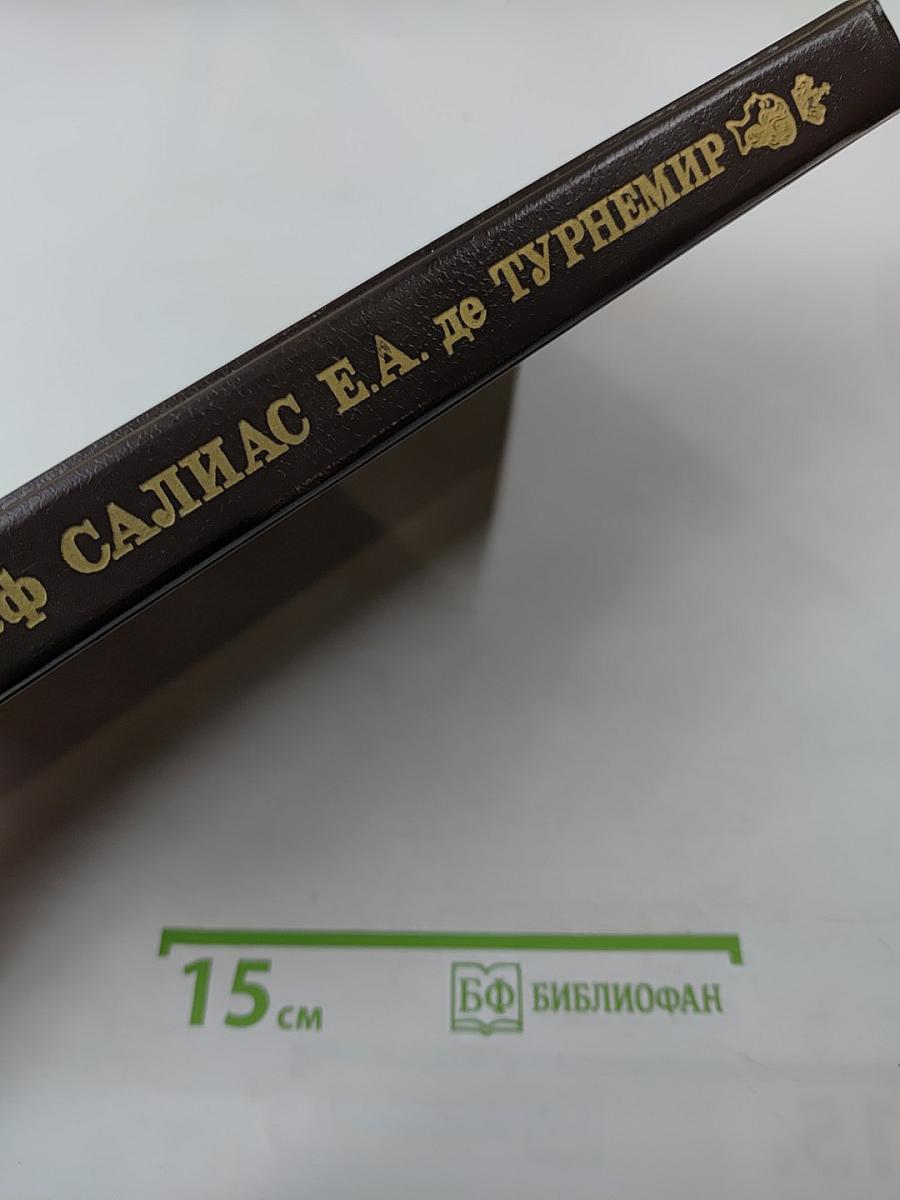 САЛИАС Е.А. де ТУРНЕМИР
15 см
БФ БИБЛИОФАН